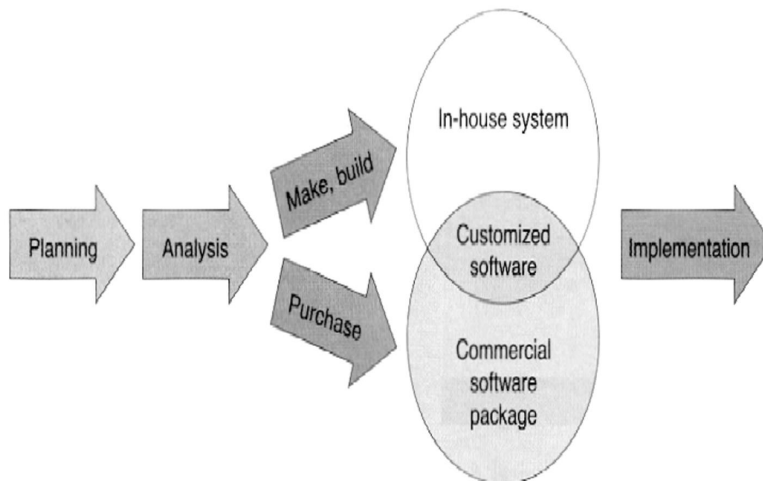 Planning
Analysis
Make, build
Purchase
In-house system
Customized
software
Commercial
software
package
Implementation